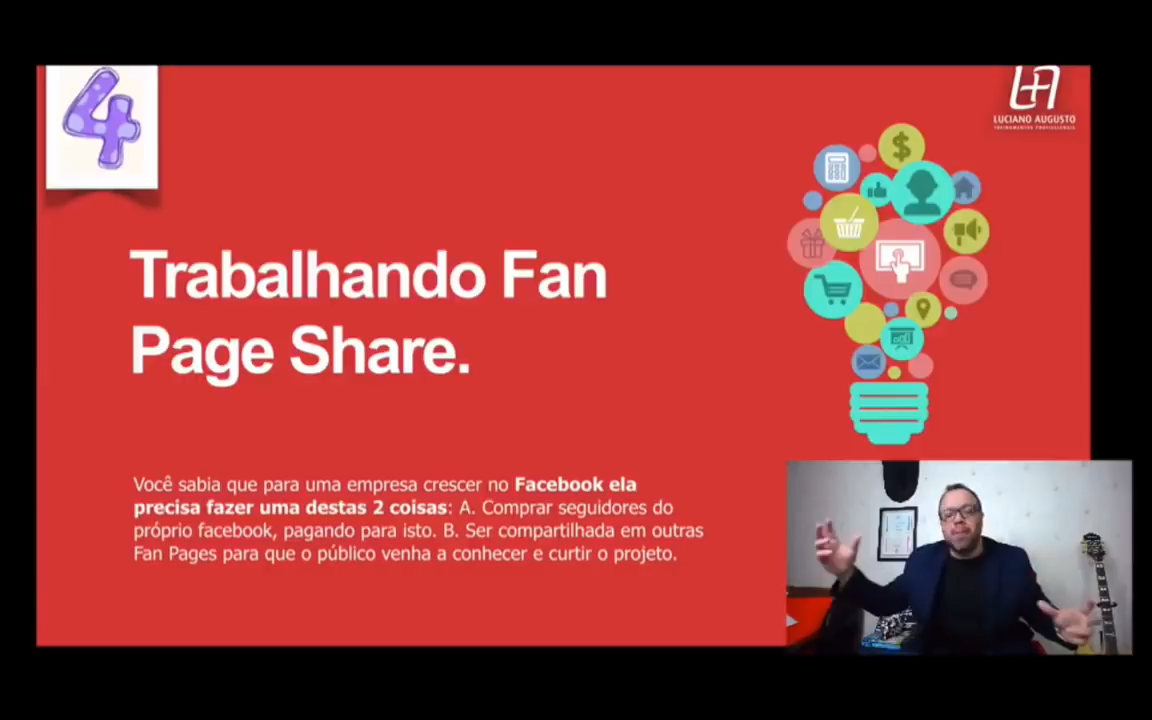 4
LUCIANO AUGUSTO
TREINAMENTOS PROFISSIONAIS
$
Trabalhando Fan
Page Share.
Você sabia que para uma empresa crescer no Facebook ela
precisa fazer uma destas 2 coisas: A. Comprar seguidores do
próprio facebook, pagando para isto. B. Ser compartilhada em outras
Fan Pages para que o público venha a conhecer e curtir o projeto.